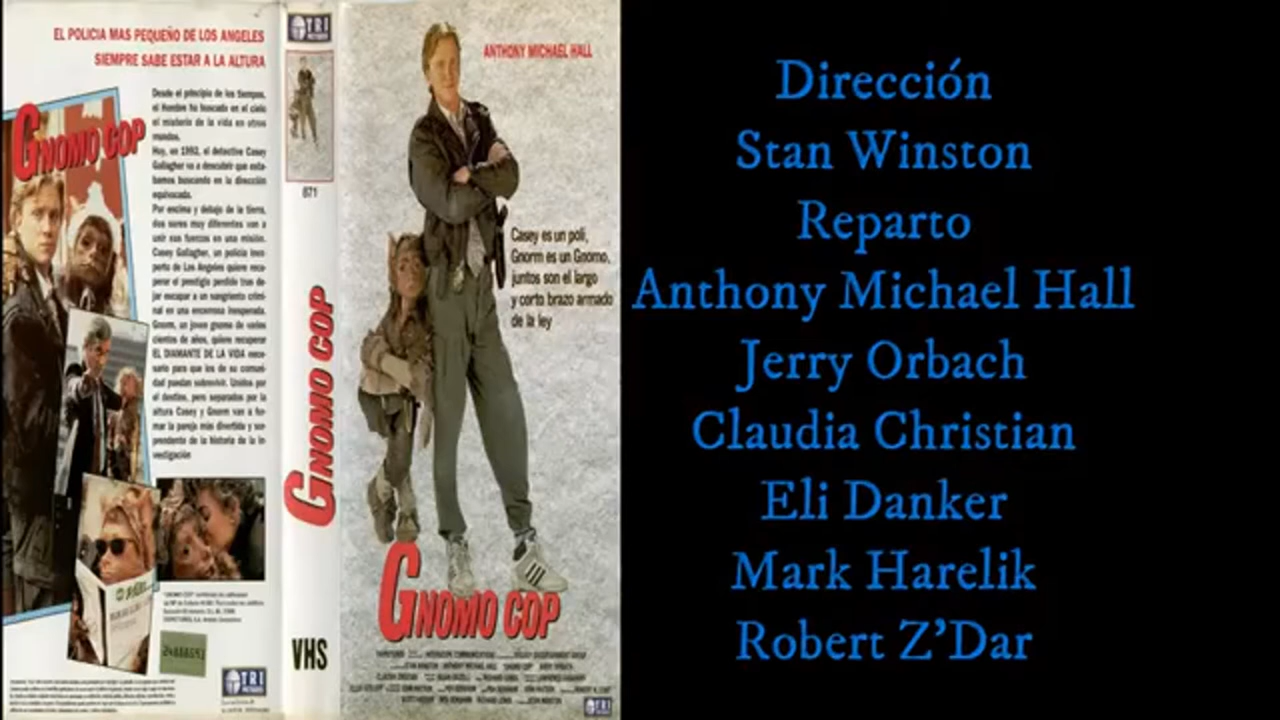 EL POLICIA MAS PEQUEÑO DE LOS ANGELES
SIEMPRE SABE ESTAR A LA ALTURA
GNOMO COP
Desde el principio de los tiempos,
el Hombre ha buscado en el cielo
el misterio de la vida en otros
mundos.
Hoy, en 1992, el detective Casey
Gallagher va a descubrir que esta-
bamos buscando en la dirección
equivocada.
Por encima y debajo de la tierra,
dos seres muy diferentes van a
unir sus fuerzas en una misión.
Casey Gallagher, un policía inex-
perto de Los Angeles quiere recu-
perar el prestigio perdido tras de-
jar escapar a un sangriento crimi-
nal en una encerrona inesperada.
Gnorm, un joven gnomo de varios
cientos de años, quiere recuperar
EL DIAMANTE DE LA VIDA nece-
sario para que los de su comuni-
dad puedan sobrevivir. Unidos por
el destino, pero separados por la
altura Casey y Gnorm van a for-
mar la pareja más divertida y sor-
prendente de la historia de la in-
vestigación
TRI
PICTURES
TRI
PICTURES
871
GNOMO COP
VHS
ANTHONY MICHAEL HALL
Casey es un poli,
Gnorm es un Gnomo,
juntos son el largo
y corto brazo armado
de la ley
GNOMO COP
TRI
Dirección
Stan Winston
Reparto
Anthony Michael Hall
Jerry Orbach
Claudia Christian
Eli Danker
Mark Harelik
Robert Z'Dar